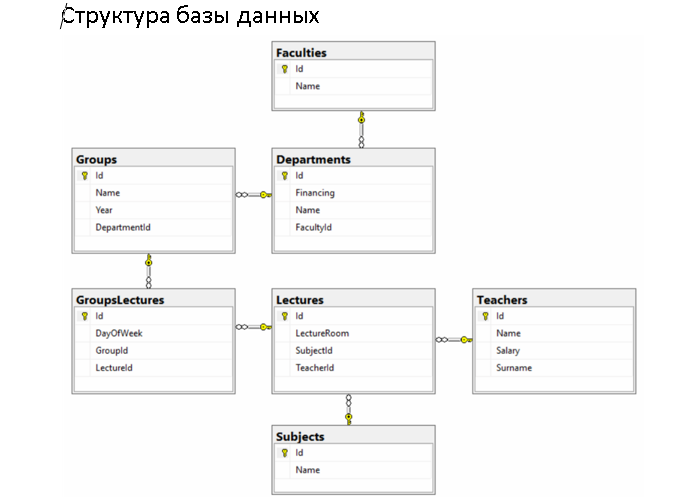 Структура базы данных
Faculties
Id
Name
Groups
Id
Name
Year
DepartmentId
Departments
Id
Financing
Name
FacultyId
GroupsLectures
Id
DayOfWeek
GroupId
LectureId
Lectures
Id
LectureRoom
SubjectId
TeacherId
Teachers
Id
Name
Salary
Surname
Subjects
Id
Name